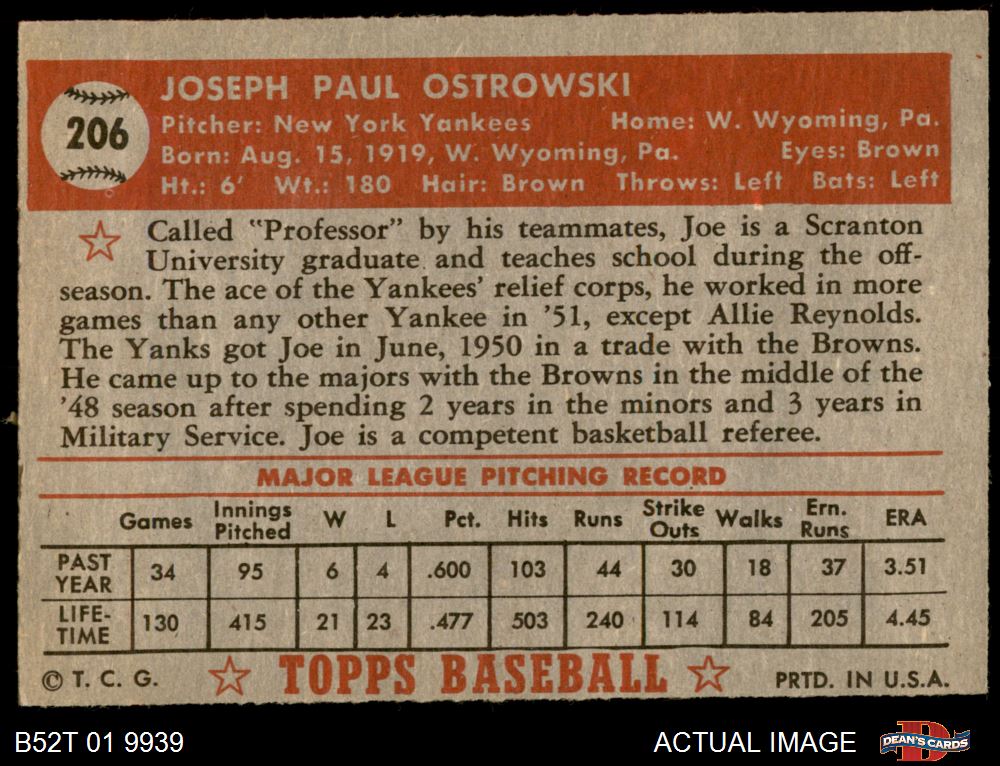 206
JOSEPH PAUL OSTROWSKI
Pitcher: New York Yankees Home: W. Wyoming, Pa.
Born: Aug. 15, 1919, W. Wyoming, Pa. Eyes: Brown
Ht.: 6' Wt.: 180 Hair: Brown Throws: Left Bats: Left
Called "Professor" by his teammates, Joe is a Scranton
University graduate and teaches school during the off-
season. The ace of the Yankees' relief corps, he worked in more
games than any other Yankee in '51, except Allie Reynolds.
The Yanks got Joe in June, 1950 in a trade with the Browns.
He came up to the majors with the Browns in the middle of the
'48 season after spending 2 years in the minors and 3 years in
Military Service. Joe is a competent basketball referee.
MAJOR LEAGUE PITCHING RECORD
Games Innings Pitched W L Pct. Hits Runs Strike Outs Walks Ern. Runs ERA
PAST YEAR 34 95 6 4 .600 103 44 30 18 37 3.51
LIFE-TIME 130 415 21 23 .477 503 240 114 84 205 4.45
© T. C. G. TOPPS BASEBALL PRTD. IN U.S.A.
B52T 01 9939 ACTUAL IMAGE D DEAN'S CARDS